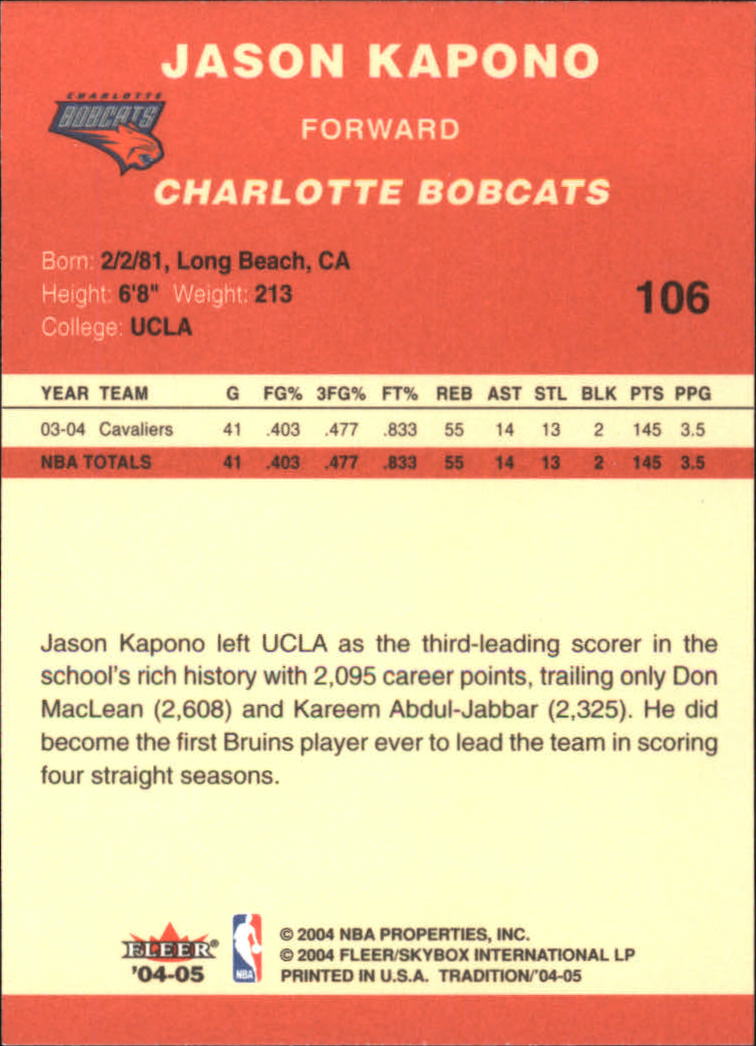 JASON KAPONO
CHARLOTTE
BOBCATS
FORWARD
CHARLOTTE BOBCATS
Born: 2/2/81, Long Beach, CA
Height: 6'8" Weight: 213
106
College: UCLA
YEAR TEAM G FG% 3FG% FT% REB AST STL BLK PTS PPG
03-04 Cavaliers 41 .403 .477 .833 55 14 13 2 145 3.5
NBA TOTALS 41 .403 .477 .833 55 14 13 2 145 3.5
Jason Kapono left UCLA as the third-leading scorer in the
school's rich history with 2,095 career points, trailing only Don
MacLean (2,608) and Kareem Abdul-Jabbar (2,325). He did
become the first Bruins player ever to lead the team in scoring
four straight seasons.
FLEER®
'04-05
NBA
© 2004 NBA PROPERTIES, INC.
© 2004 FLEER/SKYBOX INTERNATIONAL LP
PRINTED IN U.S.A. TRADITION/'04-05